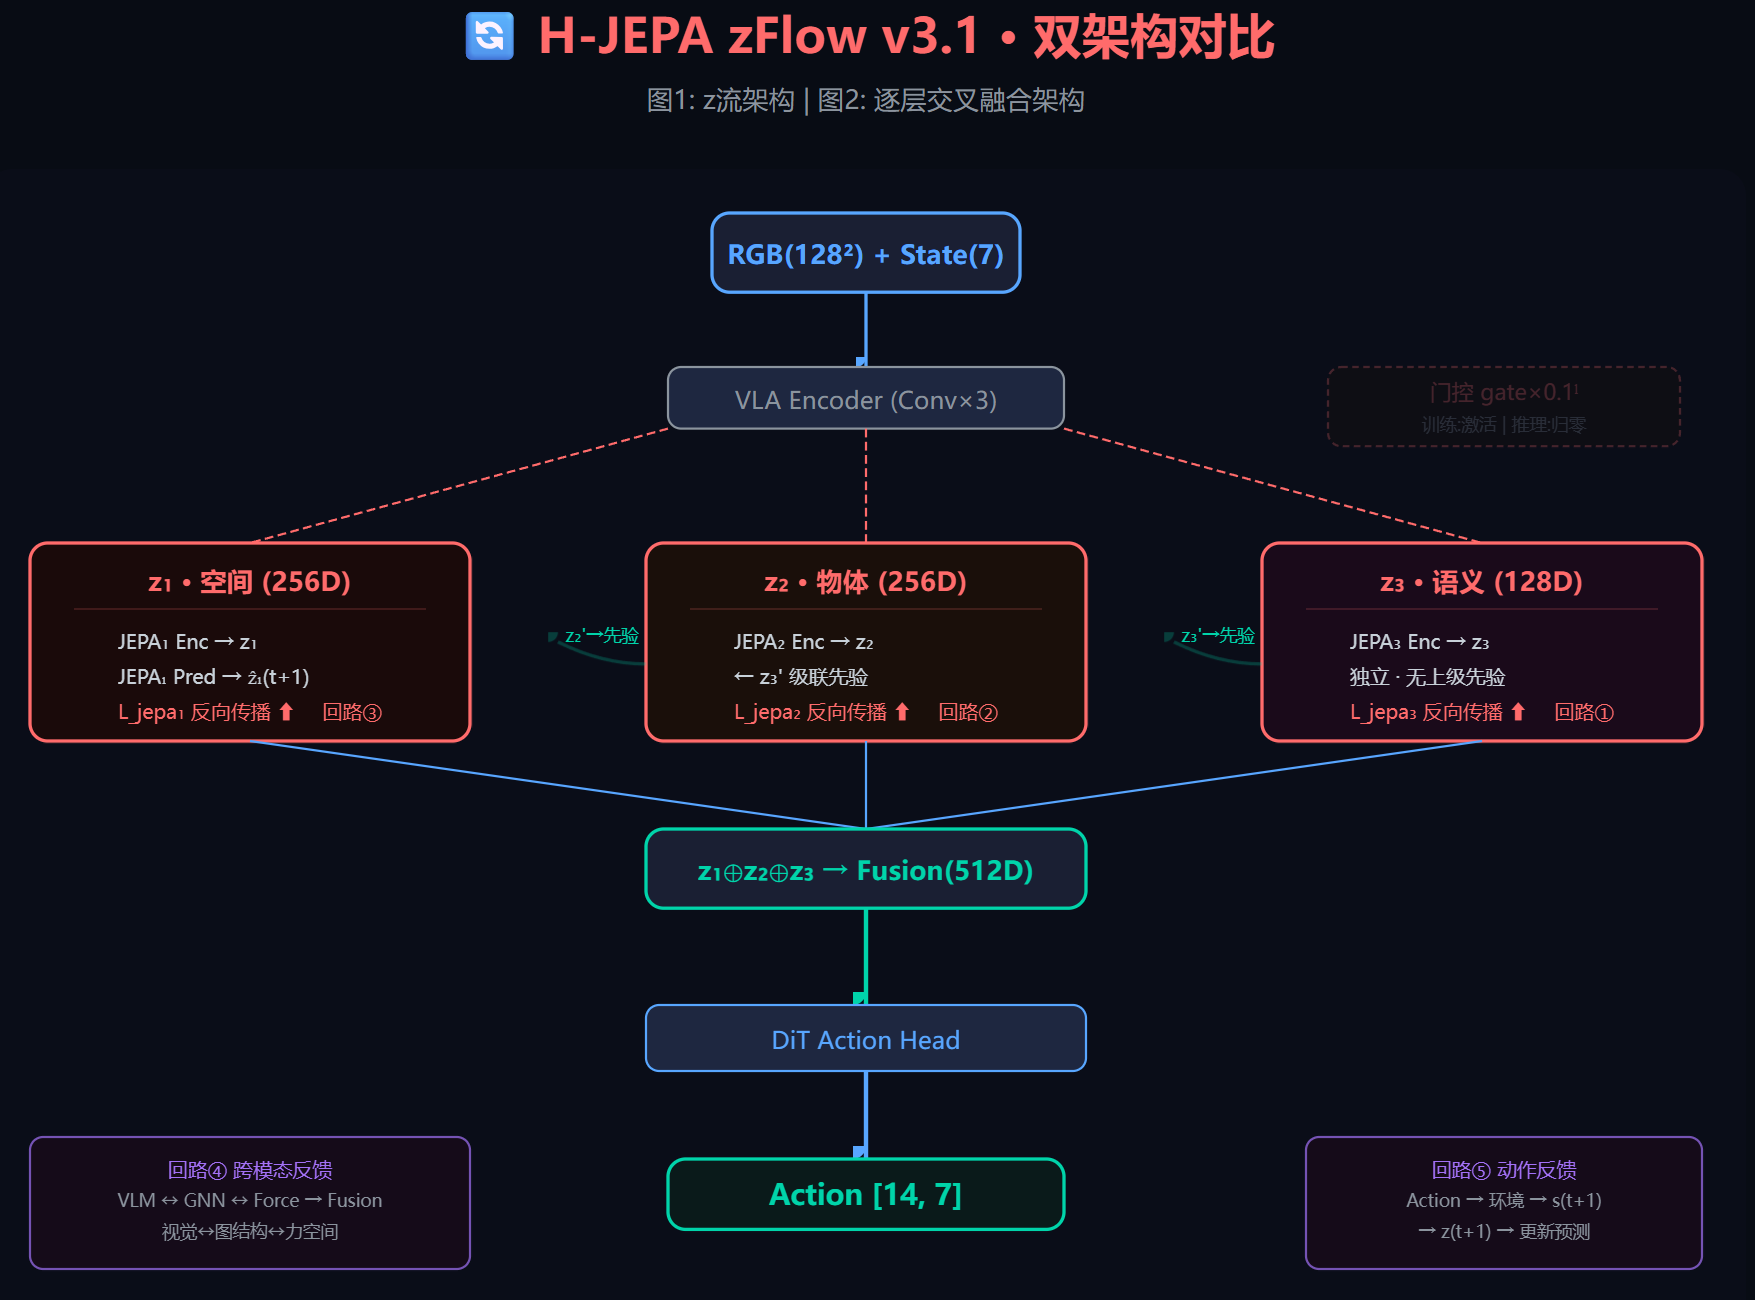 H-JEPA zFlow v3.1 • 双架构对比
图1: z流架构 | 图2: 逐层交叉融合架构
RGB(128²) + State(7)
VLA Encoder (Conv×3)
门控 gate×0.1ˡ
训练:激活 | 推理:归零
z₁ • 空间 (256D)
JEPA₁ Enc → z₁
JEPA₁ Pred → ẑ₁(t+1)
L_jepa₁ 反向传播 ⬆ 回路③
z₂'→先验
z₂ • 物体 (256D)
JEPA₂ Enc → z₂
← z₃' 级联先验
L_jepa₂ 反向传播 ⬆ 回路②
z₃'→先验
z₃ • 语义 (128D)
JEPA₃ Enc → z₃
独立 · 无上级先验
L_jepa₃ 反向传播 ⬆ 回路①
z₁⊕z₂⊕z₃ → Fusion(512D)
DiT Action Head
Action [14, 7]
回路④ 跨模态反馈
VLM ↔ GNN ↔ Force → Fusion
视觉↔图结构↔力空间
回路⑤ 动作反馈
Action → 环境 → s(t+1)
→ z(t+1) → 更新预测